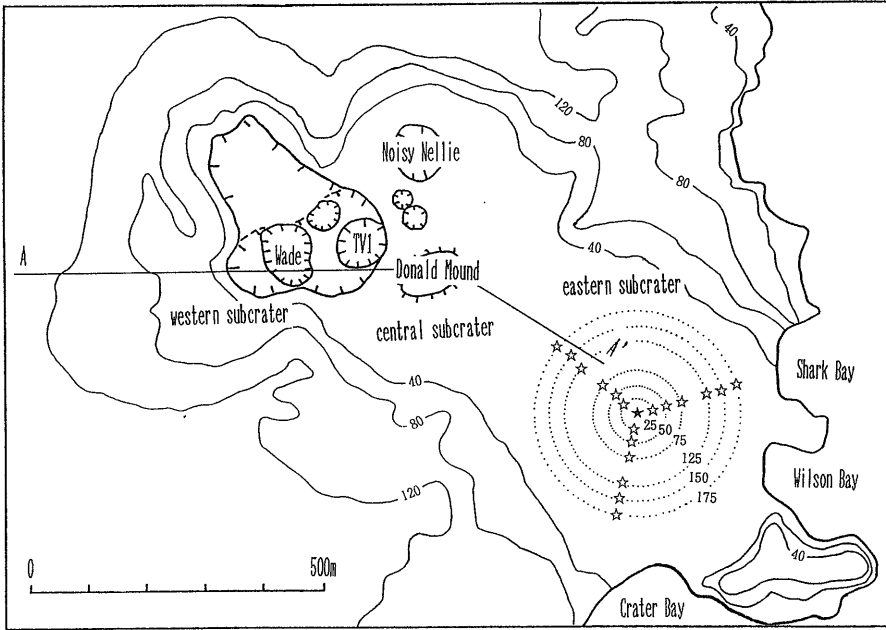 40
40
120
80
Noisy Nellie
80
A
Wade
TV1
40
Donald Mound
eastern subcrater
western subcrater
central subcrater
A'
Shark Bay
40
25 50
80
75
125
Wilson Bay
150
120
175
0
500m
40
Crater Bay